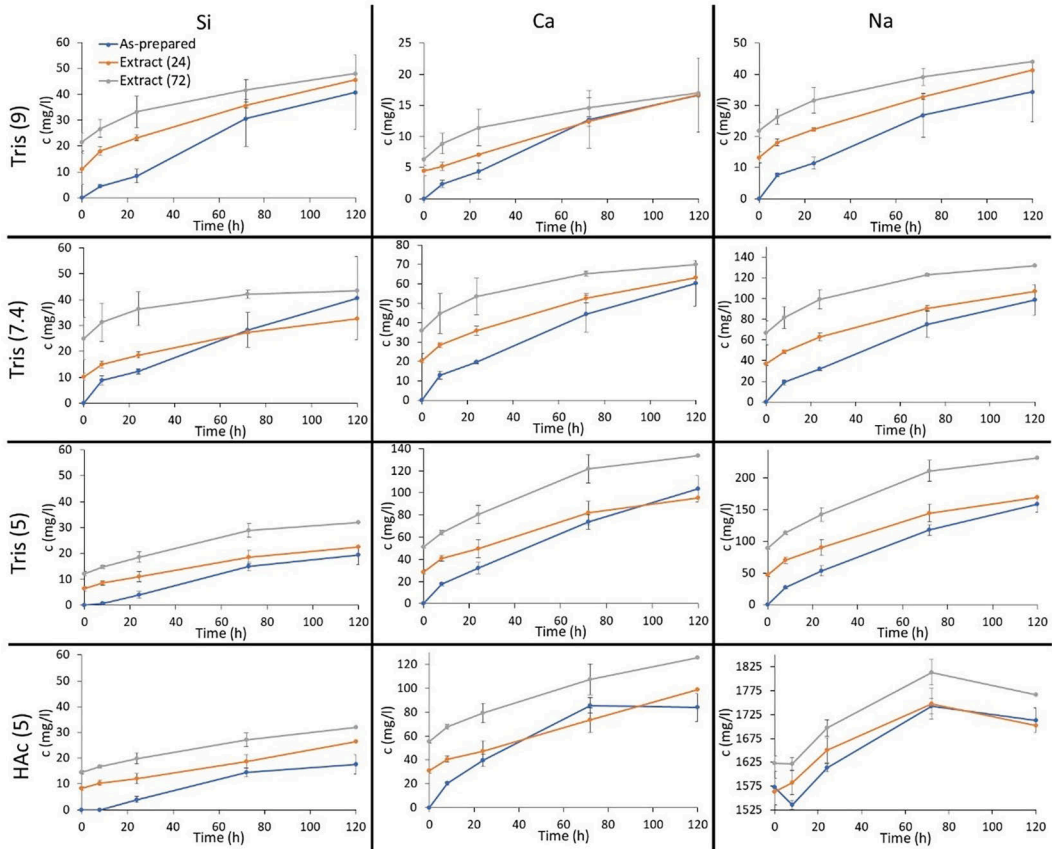 Si Ca Na
Tris (9)
c (mg/l)
60
50
40
30
20
10
0
As-prepared
Extract (24)
Extract (72)
0 20 40 60 80 100 120
Time (h)
c (mg/l)
25
20
15
10
5
0
0 20 40 60 80 100 120
Time (h)
c (mg/l)
50
40
30
20
10
0
0 20 40 60 80 100 120
Time (h)
Tris (7.4)
c (mg/l)
60
50
40
30
20
10
0
0 20 40 60 80 100 120
Time (h)
c (mg/l)
80
70
60
50
40
30
20
10
0
0 20 40 60 80 100 120
Time (h)
c (mg/l)
140
120
100
80
60
40
20
0
0 20 40 60 80 100 120
Time (h)
Tris (5)
c (mg/l)
60
50
40
30
20
10
0
0 20 40 60 80 100 120
Time (h)
c (mg/l)
140
120
100
80
60
40
20
0
0 20 40 60 80 100 120
Time (h)
c (mg/l)
200
150
100
50
0
0 20 40 60 80 100 120
Time (h)
HAc (5)
c (mg/l)
60
50
40
30
20
10
0
0 20 40 60 80 100 120
Time (h)
c (mg/l)
120
100
80
60
40
20
0
0 20 40 60 80 100 120
Time (h)
c (mg/l)
1825
1775
1725
1675
1625
1575
1525
0 20 40 60 80 100 120
Time (h)